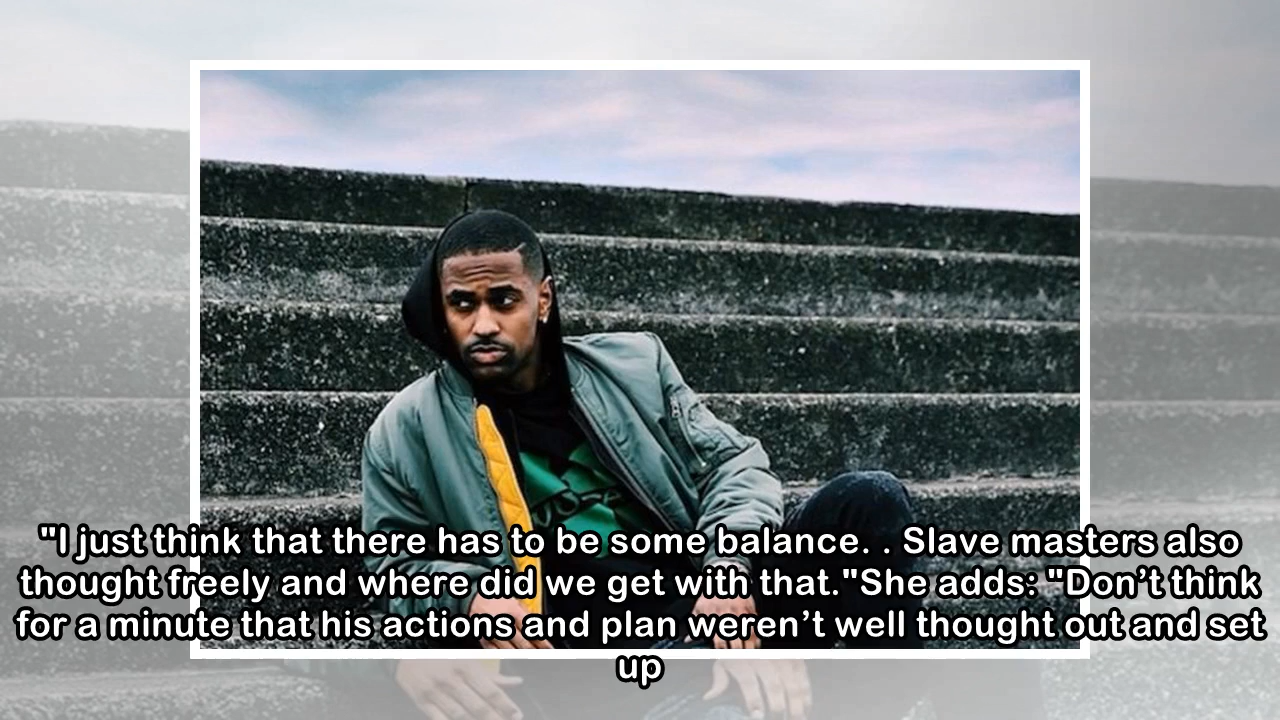 "I just think that there has to be some balance. . Slave masters also
thought freely and where did we get with that."She adds: "Don’t think
for a minute that his actions and plan weren’t well thought out and set
up